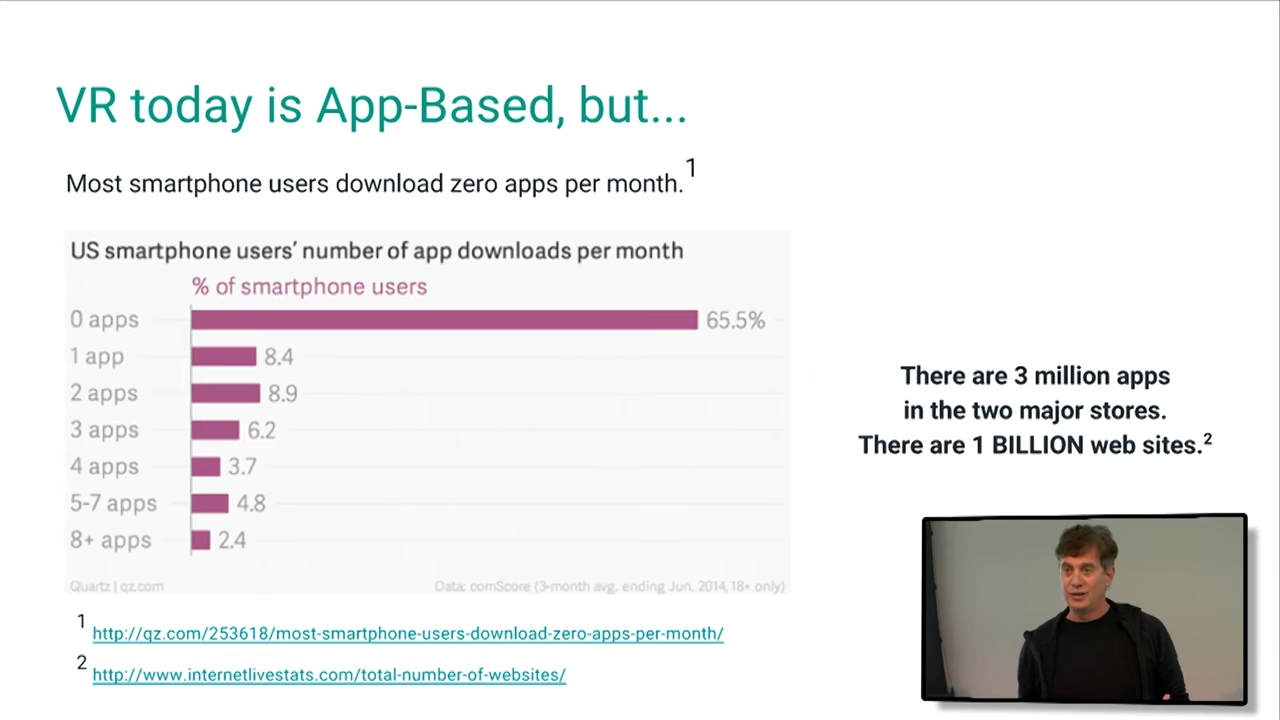 VR today is App-Based, but...
Most smartphone users download zero apps per month.1
US smartphone users’ number of app downloads per month
% of smartphone users
0 apps 65.5%
1 app 8.4
2 apps 8.9
3 apps 6.2
4 apps 3.7
5-7 apps 4.8
8+ apps 2.4
Quartz | qz.com Data: comScore (3-month avg. ending Jun. 2014, 18+ only)
There are 3 million apps
in the two major stores.
There are 1 BILLION web sites.2
1 http://qz.com/253618/most-smartphone-users-download-zero-apps-per-month/
2 http://www.internetlivestats.com/total-number-of-websites/